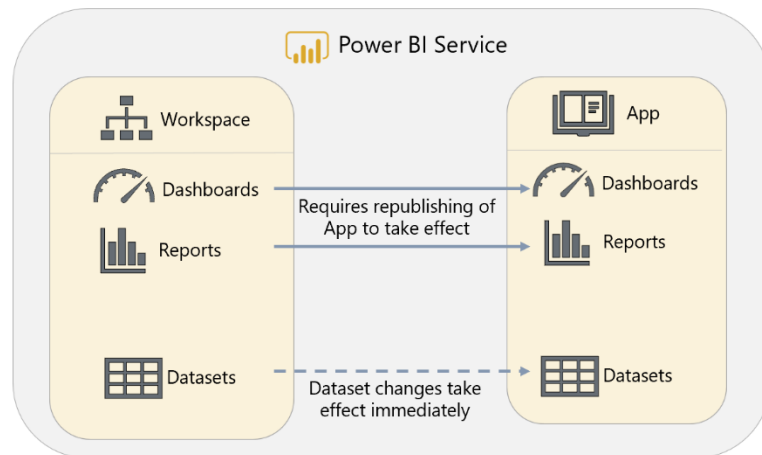 Power BI Service
Workspace
App
Dashboards
Dashboards
Requires republishing of
App to take effect
Reports
Reports
Datasets
Datasets
Dataset changes take
effect immediately